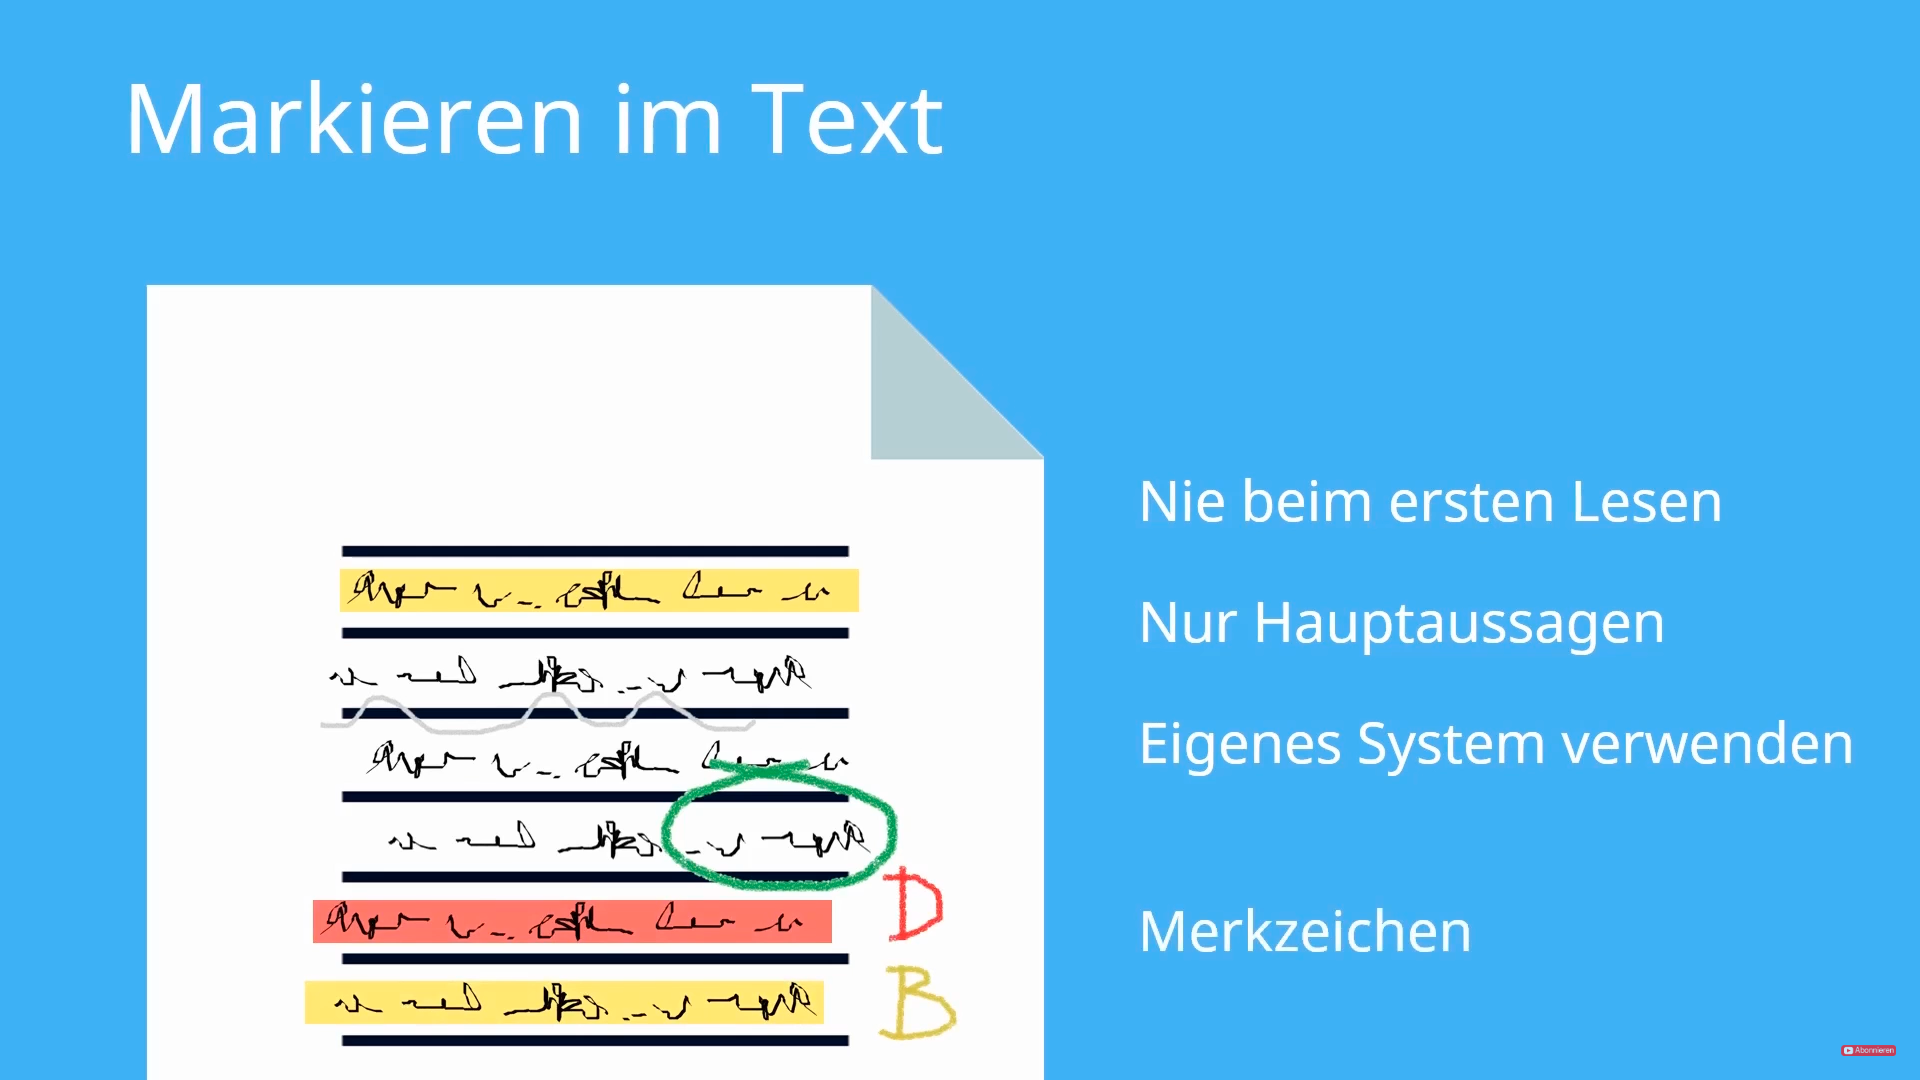 Markieren im Text
Nie beim ersten Lesen
Nur Hauptaussagen
Eigenes System verwenden
D
Merkzeichen
B
Abonnieren